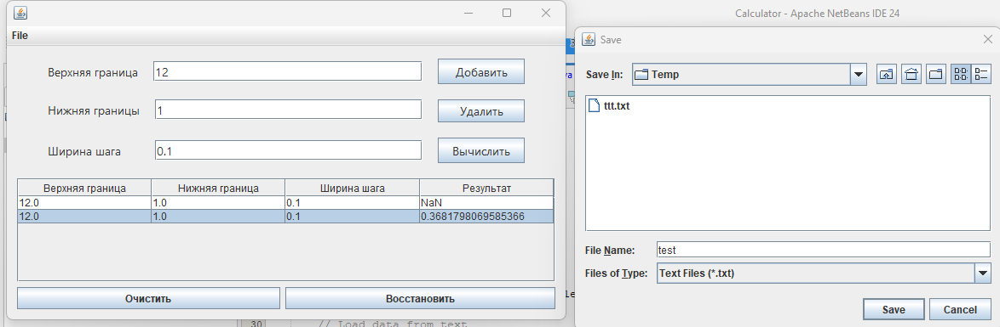 Calculator - Apache NetBeans IDE 24
File
Верхняя граница 12 Добавить
Нижняя границы 1 Удалить
Ширина шага 0.1 Вычислить
Верхняя граница Нижняя граница Ширина шага Результат
12.0 1.0 0.1 NaN
12.0 1.0 0.1 0.3681798069585366
Очистить Восстановить
30 // Load data from text
Save
Save In: Temp
ttt.txt
File Name: test
Files of Type: Text Files (*.txt)
Save Cancel